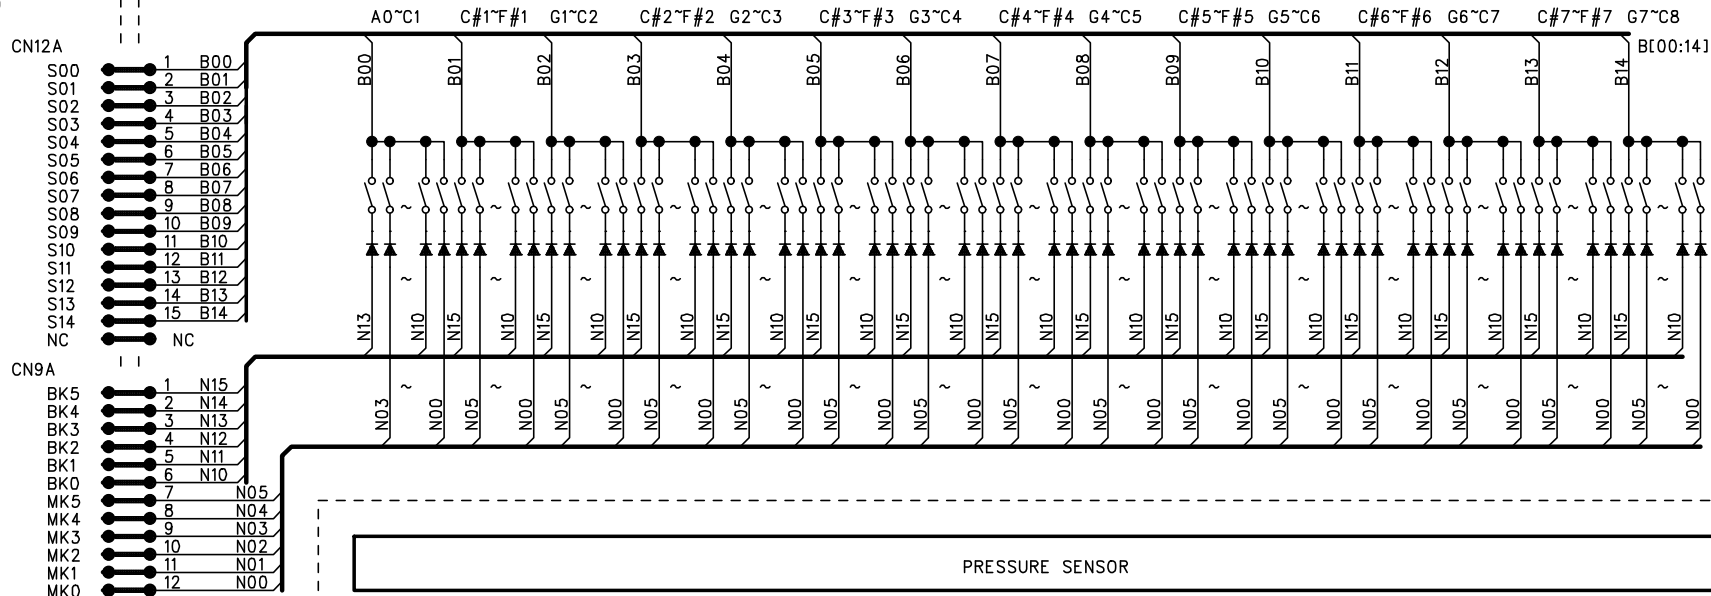 A0~C1 C#1~F#1 G1~C2 C#2~F#2 G2~C3 C#3~F#3 G3~C4 C#4~F#4 G4~C5 C#5~F#5 G5~C6 C#6~F#6 G6~C7 C#7~F#7 G7~C8
B[00:14]
B00 B01 B02 B03 B04 B05 B06 B07 B08 B09 B10 B11 B12 B13 B14
CN12A
S00 1 B00
S01 2 B01
S02 3 B02
S03 4 B03
S04 5 B04
S05 6 B05
S06 7 B06
S07 8 B07
S08 9 B08
S09 10 B09
S10 11 B10
S11 12 B11
S12 13 B12
S13 14 B13
S14 15 B14
NC NC
~ ~ ~ ~ ~ ~ ~ ~ ~ ~ ~ ~ ~ ~ ~
~ ~ ~ ~ ~ ~ ~ ~
N13 N10 N15 N10 N15 N10 N15 N10 N15 N10 N15 N10 N15 N10 N15 N10 N15 N10 N15 N10 N15 N10 N15 N10 N15 N10 N15 N10 N15 N10
~ ~ ~ ~ ~ ~ ~ ~ ~ ~ ~ ~ ~ ~ ~
N03 N00 N05 N00 N05 N00 N05 N00 N05 N00 N05 N00 N05 N00 N05 N00 N05 N00 N05 N00 N05 N00 N05 N00 N05 N00 N05 N00 N05 N00
CN9A
BK5 1 N15
BK4 2 N14
BK3 3 N13
BK2 4 N12
BK1 5 N11
BK0 6 N10
MK5 7 N05
MK4 8 N04
MK3 9 N03
MK2 10 N02
MK1 11 N01
MK0 12 N00
PRESSURE SENSOR